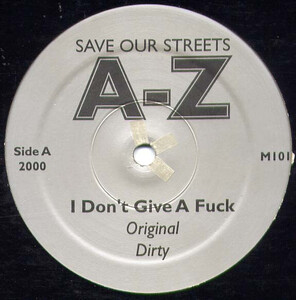 SAVE OUR STREETS
A-Z
Side A
2000
M101
I Don't Give A Fuck
Original
Dirty